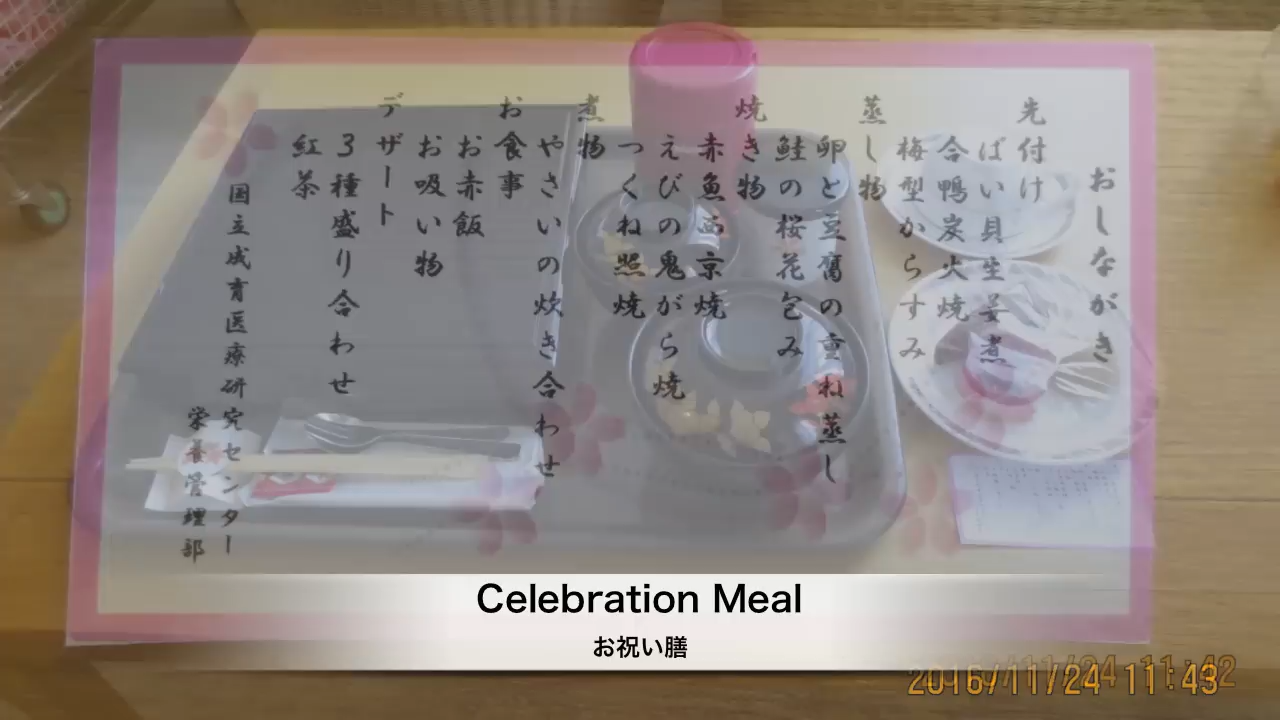 おしながき
先付け
ばい貝生姜煮
合鴨炭火焼
梅型からすみ
蒸し物
卵と豆腐の重ね蒸し
鮭の桜花包み
焼き物
赤魚西京焼
えびの鬼がら焼
つくね照焼
煮物
やさいの炊き合わせ
お食事
お赤飯
お吸い物
デザート
3種盛り合わせ
紅茶
国立成育医療研究センター
栄養管理部
Celebration Meal
お祝い膳
2016/11/24 11:43